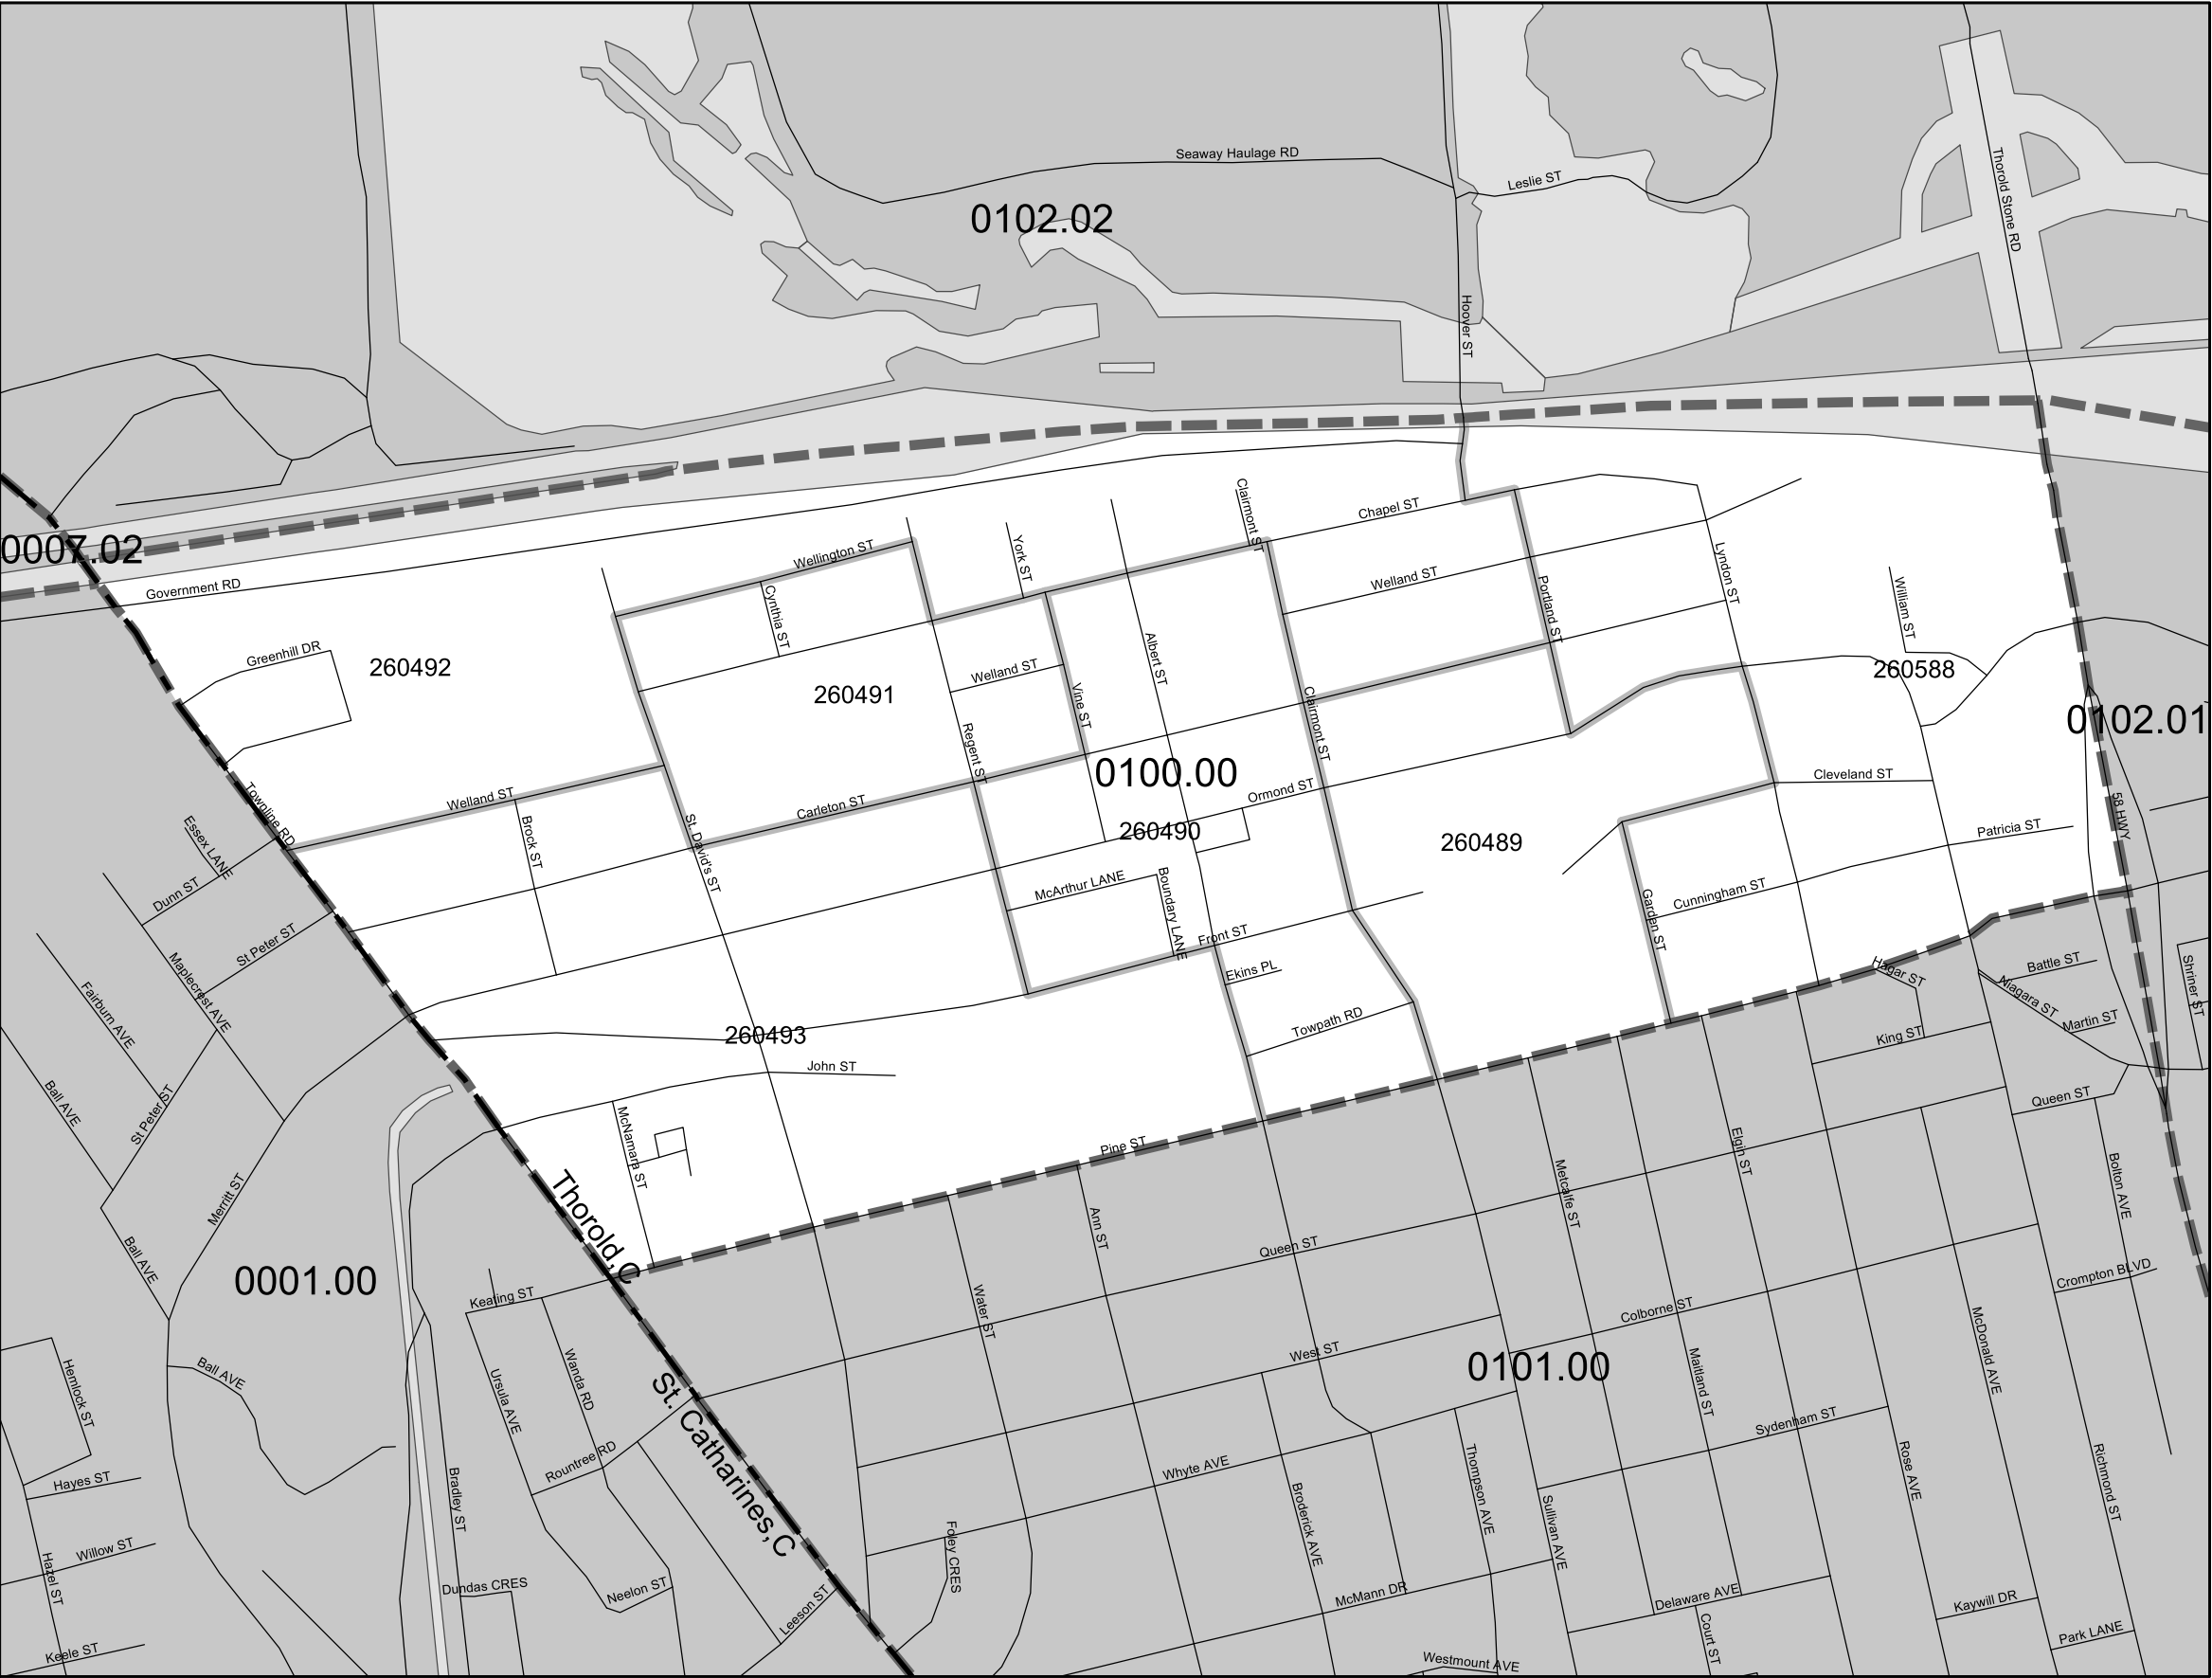 Seaway Haulage RD
Leslie ST
Thorold Stone RD
0102.02
Hoover ST
Clairmont ST
Chapel ST
0007.02
Wellington ST
York ST
Lyndon ST
Government RD
Cynthia ST
Welland ST
Portland ST
William ST
Greenhill DR
260492
260491
Welland ST
Albert ST
260588
Vine ST
Clairmont ST
0102.01
Regent ST
0100.00
Cleveland ST
Townline RD
Welland ST
Carleton ST
Ormond ST
58 HWY
Essex LANE
Brock ST
St. David's ST
260490
260489
Patricia ST
Dunn ST
McArthur LANE
Boundary LANE
Cunningham ST
Garden ST
St Peter ST
Front ST
Maplecrest AVE
Ekins PL
Hagar ST
Battle ST
Shriner ST
Fairburn AVE
Niagara ST
Towpath RD
Martin ST
260493
King ST
John ST
Ball AVE
St Peter ST
McNamara ST
Queen ST
Pine ST
Elgin ST
Merritt ST
Thorold, C
Metcalfe ST
Bolton AVE
Ann ST
Ball AVE
Queen ST
0001.00
Crompton BLVD
Keating ST
Water ST
Colborne ST
McDonald AVE
Hemlock ST
Ball AVE
Wanda RD
Ursula AVE
West ST
0101.00
Maitland ST
St. Catharines, C
Sydenham ST
Rountree RD
Whyte AVE
Thompson AVE
Rose AVE
Richmond ST
Hayes ST
Bradley ST
Broderick AVE
Sullivan AVE
Willow ST
Hazel ST
Foley CRES
Dundas CRES
Neelon ST
Leeson ST
McMann DR
Delaware AVE
Kaywill DR
Court ST
Park LANE
Keele ST
Westmount AVE